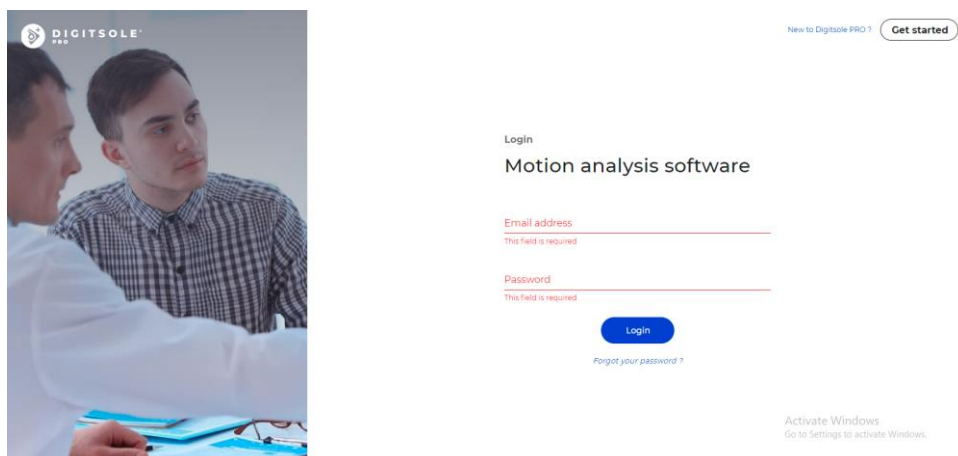 DIGITSOLE
PRO
New to Digitsole PRO ?
Get started
Login
Motion analysis software
Email address
This field is required
Password
This field is required
Login
Forgot your password ?
Activate Windows
Go to Settings to activate Windows.